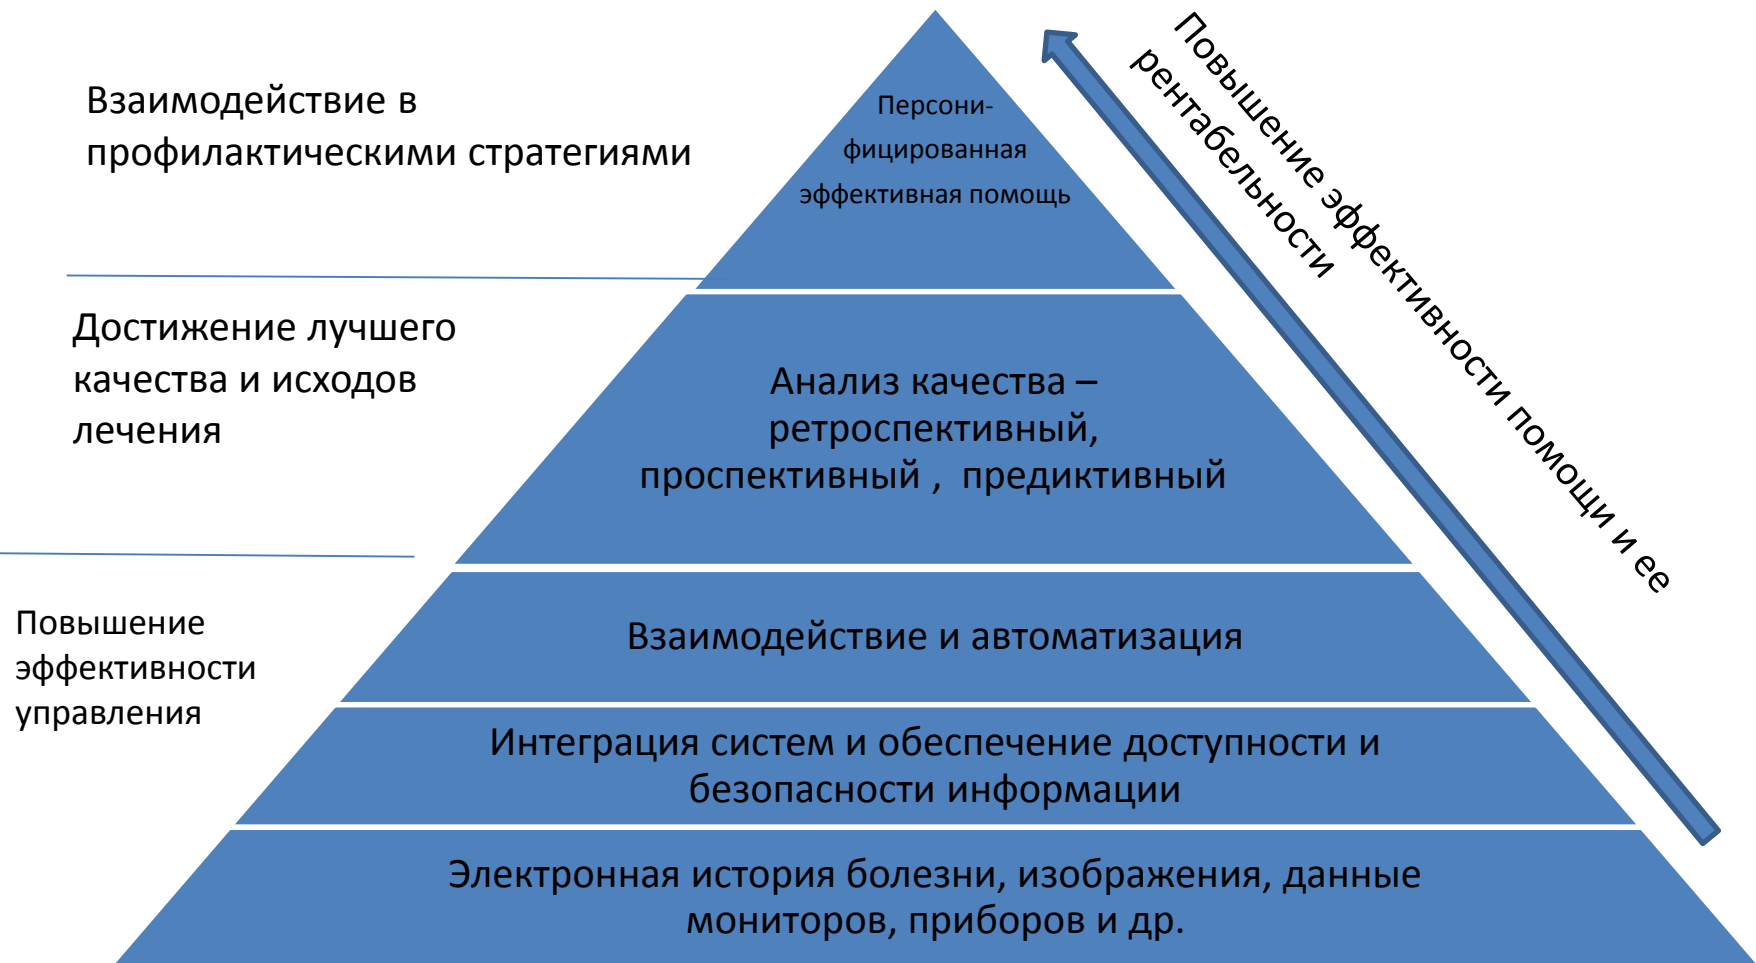 Взаимодействие в
профилактическими стратегиями
Персони-
фицированная
эффективная помощь
Повышение эффективности помощи и ее
рентабельности
Достижение лучшего
качества и исходов
лечения
Анализ качества –
ретроспективный,
проспективный , предиктивный
Повышение
эффективности
управления
Взаимодействие и автоматизация
Интеграция систем и обеспечение доступности и
безопасности информации
Электронная история болезни, изображения, данные
мониторов, приборов и др.